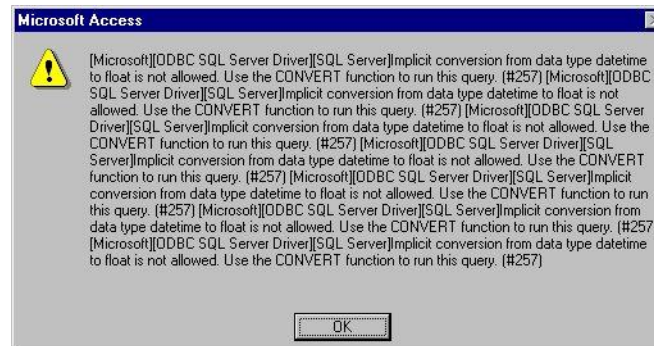 Microsoft Access
[Microsoft][ODBC SQL Server Driver][SQL Server]Implicit conversion from data type datetime
to float is not allowed. Use the CONVERT function to run this query. (#257) [Microsoft][ODBC
SQL Server Driver][SQL Server]Implicit conversion from data type datetime to float is not
allowed. Use the CONVERT function to run this query. (#257) [Microsoft][ODBC SQL Server
Driver][SQL Server]Implicit conversion from data type datetime to float is not allowed. Use the
CONVERT function to run this query. (#257) [Microsoft][ODBC SQL Server Driver][SQL
Server]Implicit conversion from data type datetime to float is not allowed. Use the CONVERT
function to run this query. (#257) [Microsoft][ODBC SQL Server Driver][SQL Server]Implicit
conversion from data type datetime to float is not allowed. Use the CONVERT function to run
this query. (#257) [Microsoft][ODBC SQL Server Driver][SQL Server]Implicit conversion from
data type datetime to float is not allowed. Use the CONVERT function to run this query. (#257
[Microsoft][ODBC SQL Server Driver][SQL Server]Implicit conversion from data type datetime
to float is not allowed. Use the CONVERT function to run this query. (#257)
OK